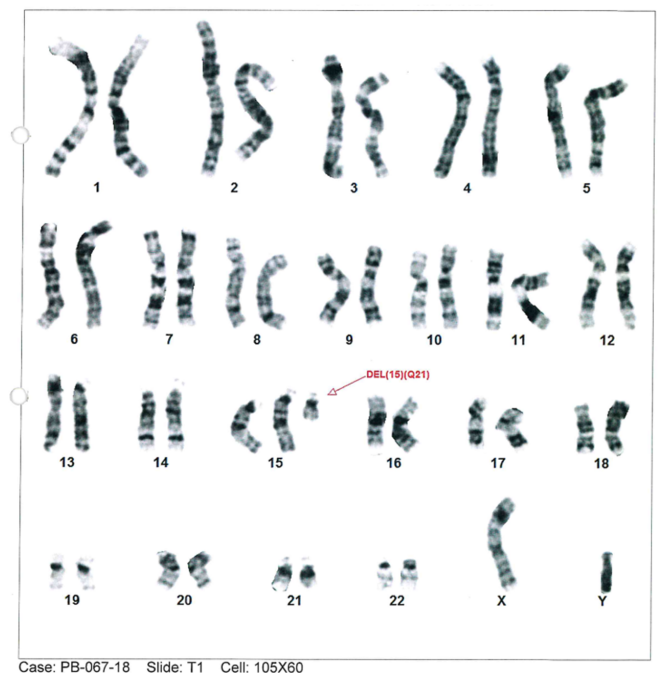 1 2 3 4 5
DEL(15)(Q21)
6 7 8 9 10 11 12
13 14 15 16 17 18
19 20 21 22 X Y
Case: PB-067-18 Slide: T1 Cell: 105X60